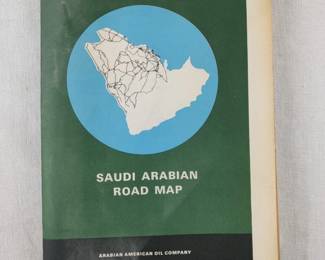 SAUDI ARABIAN
ROAD MAP
ARABIAN AMERICAN OIL COMPANY